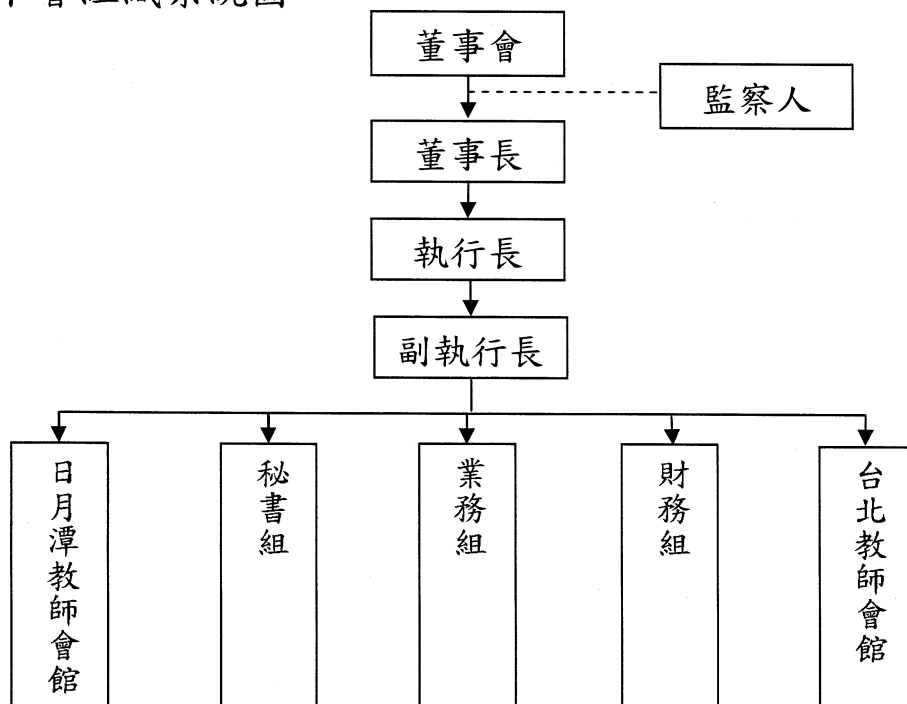 董事會
監察人
董事長
執行長
副執行長
日月潭教師會館
秘書組
業務組
財務組
台北教師會館